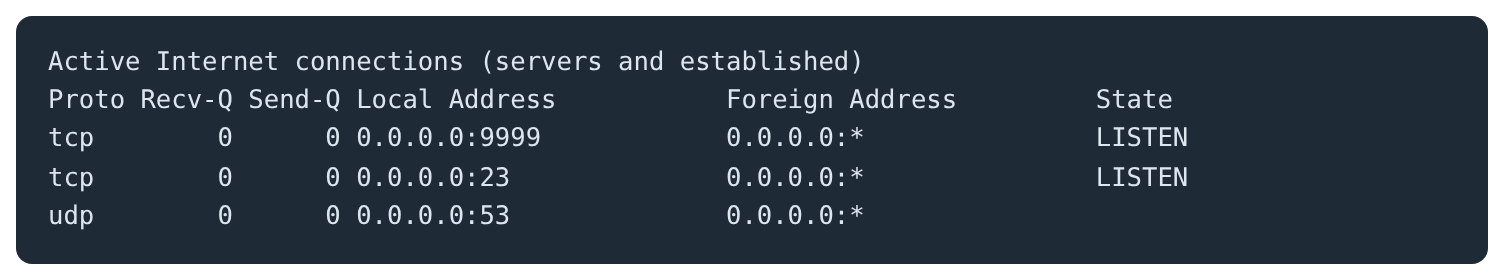 Active Internet connections (servers and established)
Proto Recv-Q Send-Q Local Address           Foreign Address         State
tcp        0      0 0.0.0.0:9999            0.0.0.0:*               LISTEN
tcp        0      0 0.0.0.0:23              0.0.0.0:*               LISTEN
udp        0      0 0.0.0.0:53              0.0.0.0:*